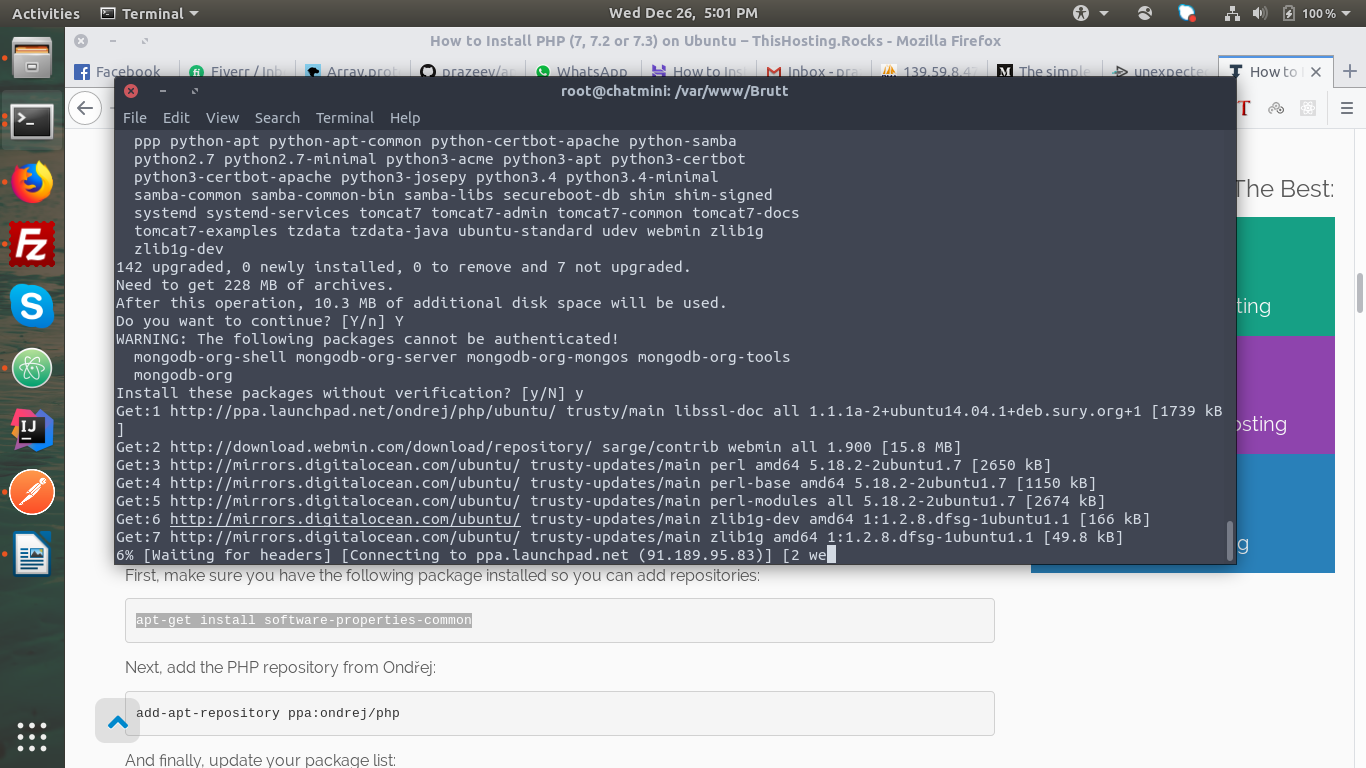 Activities Terminal Wed Dec 26, 5:01 PM 100%
How to Install PHP (7, 7.2 or 7.3) on Ubuntu – ThisHosting.Rocks - Mozilla Firefox
Facebook Fiverr / Inb Array.prot prazeev/ap WhatsApp How to Ins Inbox - pra 139.59.8.47 The simple unexpecte How to I
root@chatmini: /var/www/Brutt
File Edit View Search Terminal Help
ppp python-apt python-apt-common python-certbot-apache python-samba
python2.7 python2.7-minimal python3-acme python3-apt python3-certbot
python3-certbot-apache python3-josepy python3.4 python3.4-minimal
samba-common samba-common-bin samba-libs secureboot-db shim shim-signed
systemd systemd-services tomcat7 tomcat7-admin tomcat7-common tomcat7-docs
tomcat7-examples tzdata tzdata-java ubuntu-standard udev webmin zlib1g
zlib1g-dev
142 upgraded, 0 newly installed, 0 to remove and 7 not upgraded.
Need to get 228 MB of archives.
After this operation, 10.3 MB of additional disk space will be used.
Do you want to continue? [Y/n] Y
WARNING: The following packages cannot be authenticated!
mongodb-org-shell mongodb-org-server mongodb-org-mongos mongodb-org-tools
mongodb-org
Install these packages without verification? [y/N] y
Get:1 http://ppa.launchpad.net/ondrej/php/ubuntu/ trusty/main libssl-doc all 1.1.1a-2+ubuntu14.04.1+deb.sury.org+1 [1739 kB
]
Get:2 http://download.webmin.com/download/repository/ sarge/contrib webmin all 1.900 [15.8 MB]
Get:3 http://mirrors.digitalocean.com/ubuntu/ trusty-updates/main perl amd64 5.18.2-2ubuntu1.7 [2650 kB]
Get:4 http://mirrors.digitalocean.com/ubuntu/ trusty-updates/main perl-base amd64 5.18.2-2ubuntu1.7 [1150 kB]
Get:5 http://mirrors.digitalocean.com/ubuntu/ trusty-updates/main perl-modules all 5.18.2-2ubuntu1.7 [2674 kB]
Get:6 http://mirrors.digitalocean.com/ubuntu/ trusty-updates/main zlib1g-dev amd64 1:1.2.8.dfsg-1ubuntu1.1 [166 kB]
Get:7 http://mirrors.digitalocean.com/ubuntu/ trusty-updates/main zlib1g amd64 1:1.2.8.dfsg-1ubuntu1.1 [49.8 kB]
6% [Waiting for headers] [Connecting to ppa.launchpad.net (91.189.95.83)] [2 we
The Best:
ting
osting
g
First, make sure you have the following package installed so you can add repositories:
apt-get install software-properties-common
Next, add the PHP repository from Ondřej:
add-apt-repository ppa:ondrej/php
And finally, update your package list: